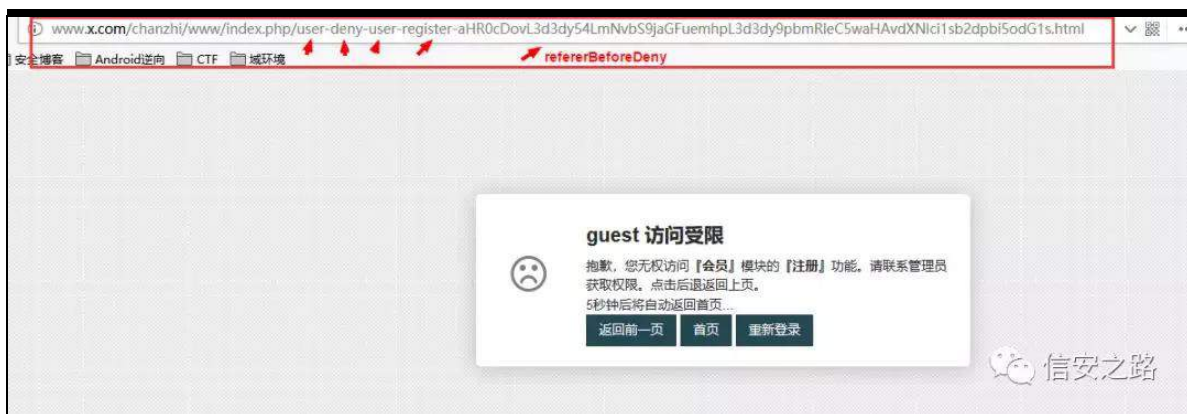 www.x.com/chanzhi/www/index.php/user-deny-user-register-aHR0cDovL3d3dy54LmNvbS9jaGFuemhpL3d3dy9pbmRleC5waHAvdXNlci1sb2dpbi5odG1s.html
安全博客 Android逆向 CTF 域环境
refererBeforeDeny
guest 访问受限
抱歉，您无权访问『会员』模块的『注册』功能。请联系管理员
获取权限。点击后退返回上页。
5秒钟后将自动返回首页...
返回前一页 首页 重新登录
信安之路